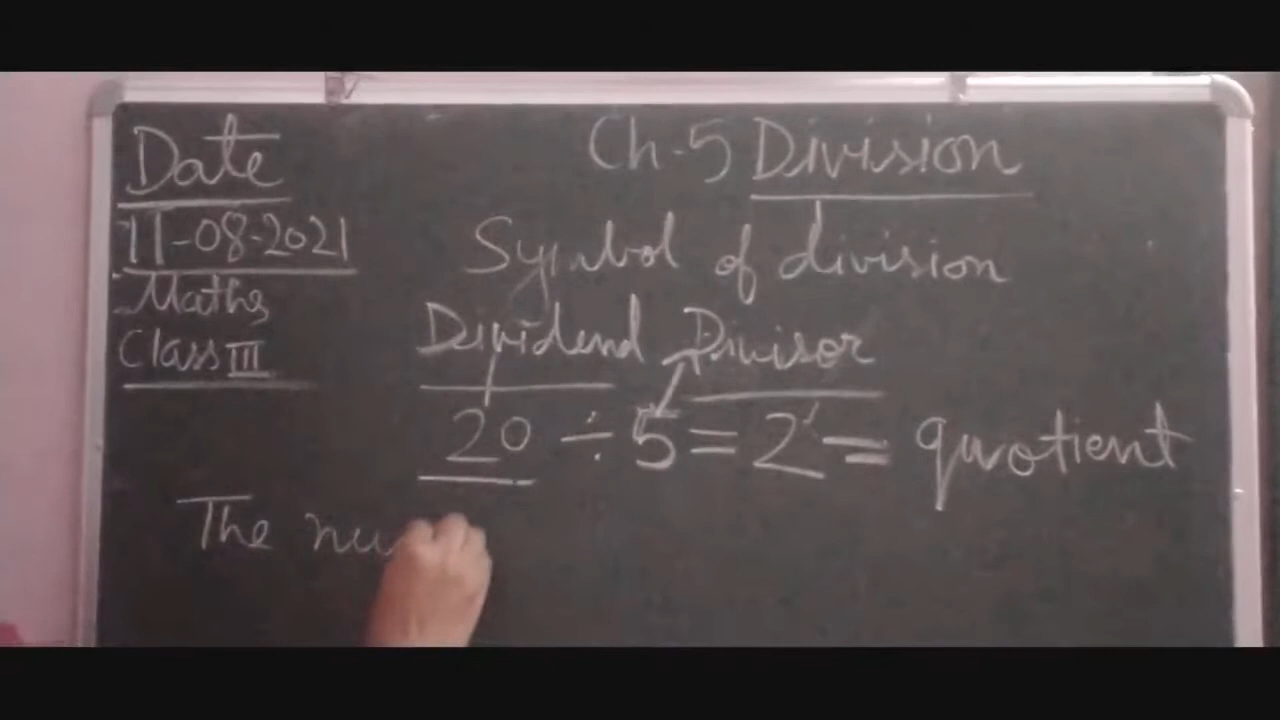 Date
11-08-2021
Maths
Class III
Ch-5 Division
Symbol of division
Dividend Divisor
20 ÷ 5 = 2 = quotient
The nu